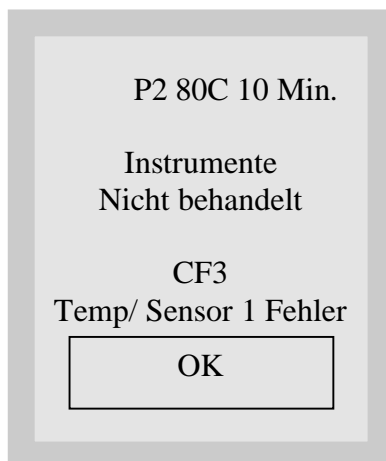 P2 80C 10 Min.
Instrumente
Nicht behandelt
CF3
Temp/ Sensor 1 Fehler
OK